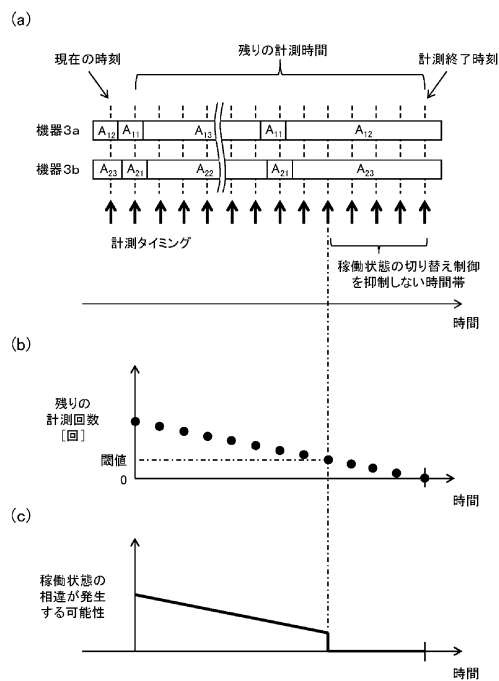 (a)
残りの計測時間
現在の時刻
計測終了時刻
機器3a A12 A11 A13 A11 A12
機器3b A23 A21 A22 A21 A23
計測タイミング
稼働状態の切り替え制御
を抑制しない時間帯
時間
(b)
残りの
計測回数
[回]
閾値
0
時間
(c)
稼働状態の
相違が発生
する可能性
時間